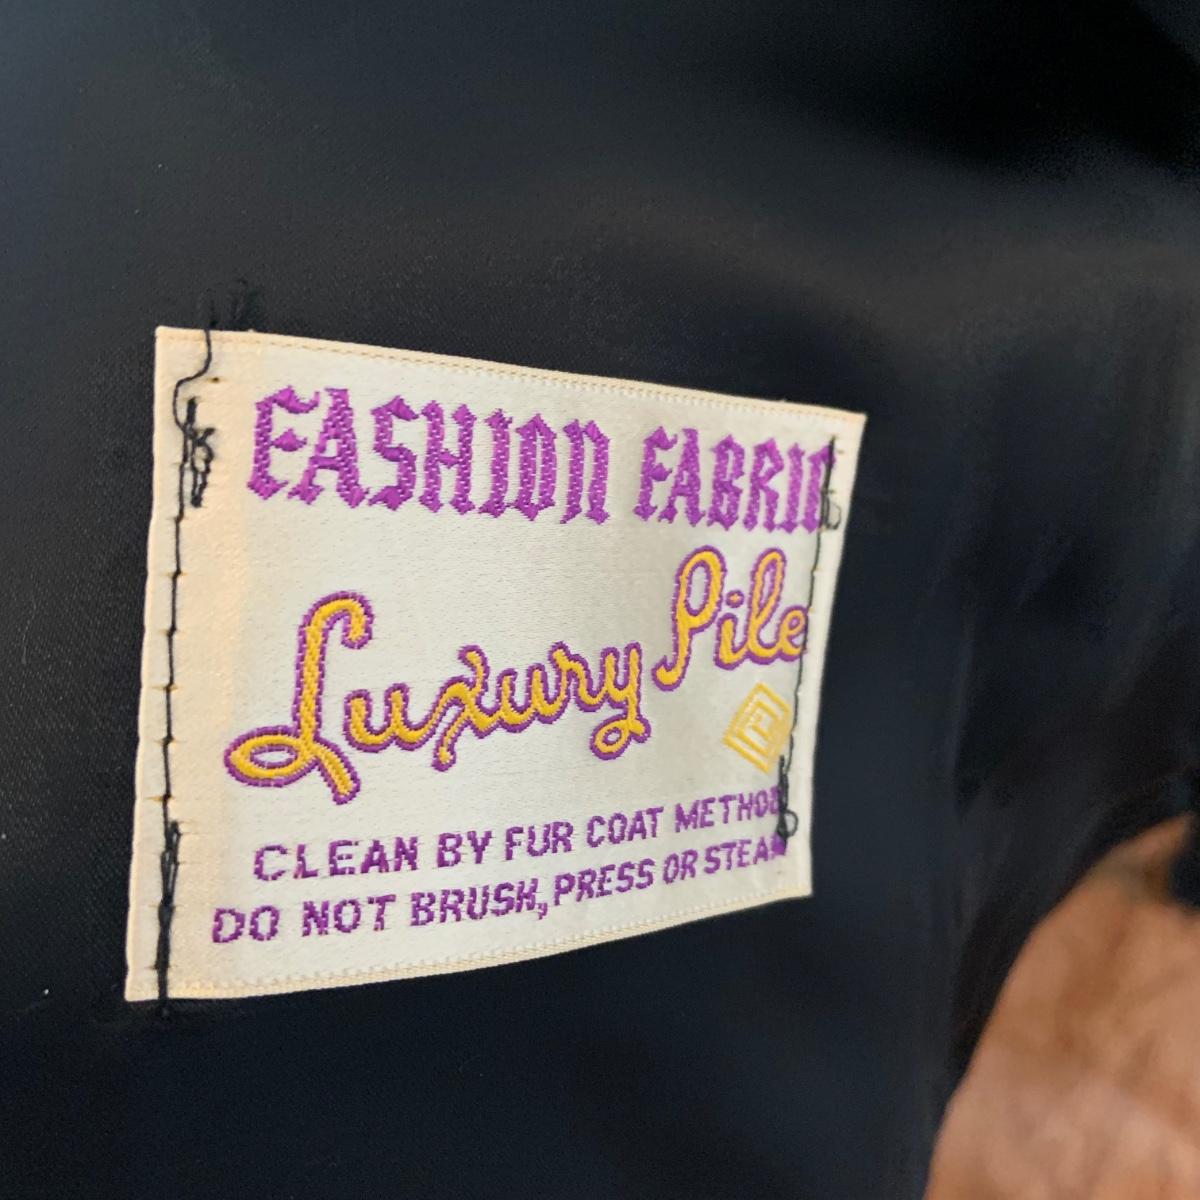 FASHION FABRIC
Luxury Pile
CLEAN BY FUR COAT METHOD
DO NOT BRUSH, PRESS OR STEAM